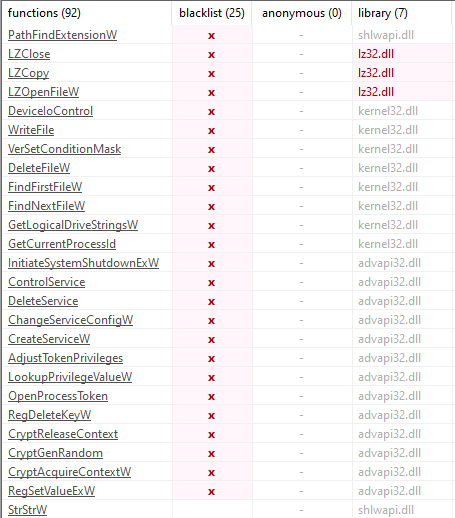 functions (92) blacklist (25) anonymous (0) library (7)
PathFindExtensionW x - shlwapi.dll
LZClose x - lz32.dll
LZCopy x - lz32.dll
LZOpenFileW x - lz32.dll
DeviceIoControl x - kernel32.dll
WriteFile x - kernel32.dll
VerSetConditionMask x - kernel32.dll
DeleteFileW x - kernel32.dll
FindFirstFileW x - kernel32.dll
FindNextFileW x - kernel32.dll
GetLogicalDriveStringsW x - kernel32.dll
GetCurrentProcessId x - kernel32.dll
InitiateSystemShutdownExW x - advapi32.dll
ControlService x - advapi32.dll
DeleteService x - advapi32.dll
ChangeServiceConfigW x - advapi32.dll
CreateServiceW x - advapi32.dll
AdjustTokenPrivileges x - advapi32.dll
LookupPrivilegeValueW x - advapi32.dll
OpenProcessToken x - advapi32.dll
RegDeleteKeyW x - advapi32.dll
CryptReleaseContext x - advapi32.dll
CryptGenRandom x - advapi32.dll
CryptAcquireContextW x - advapi32.dll
RegSetValueExW x - advapi32.dll
StrStrW - shlwapi.dll